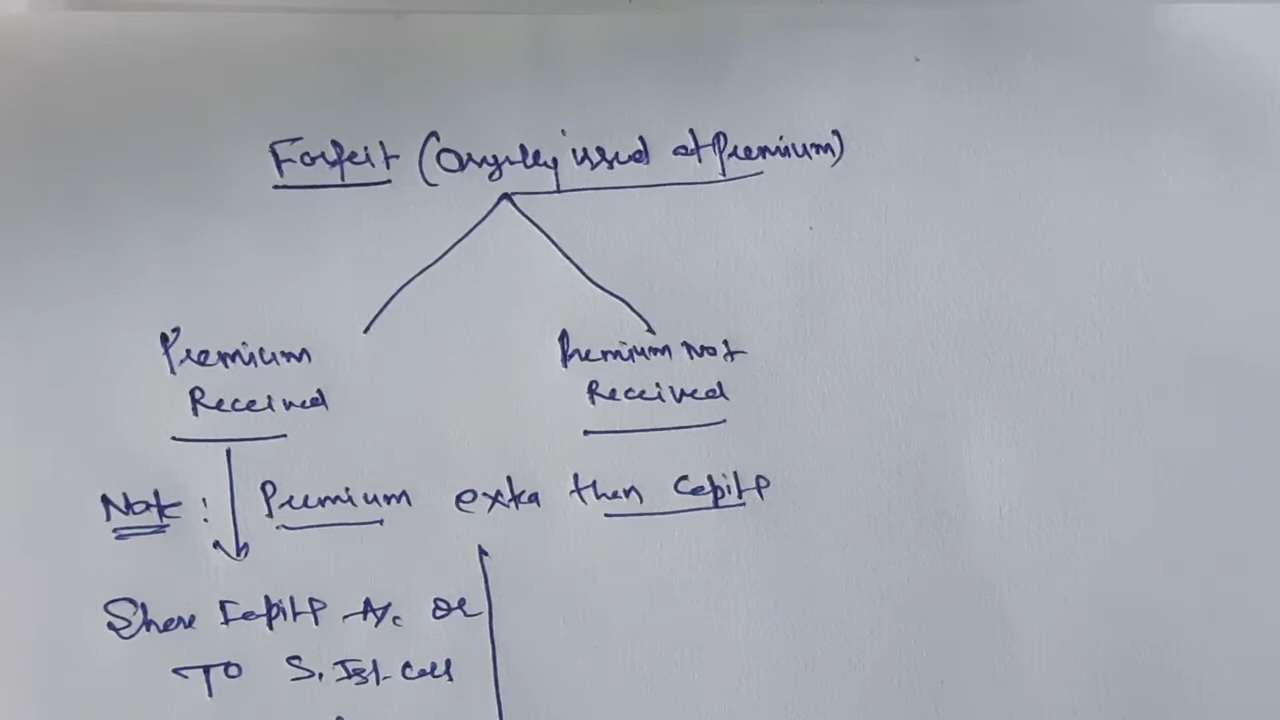 Forfeit (Orgnlly issued at Premium)
Premium
Received
Premium Not
Received
Note: Premium extra then Capital
Share Capital A/c Dr
To S. Ist. Call